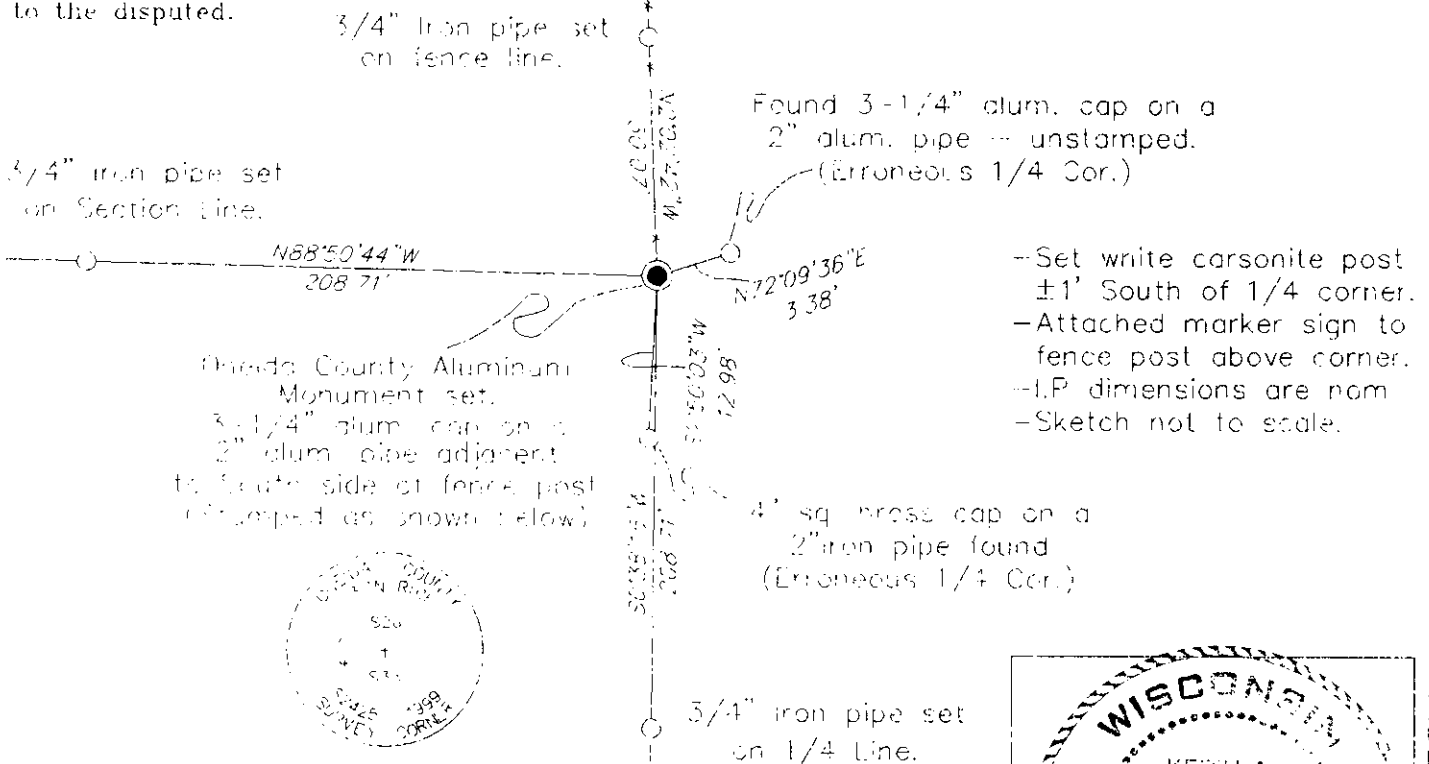 to the disputed.
3/4" Iron pipe set
on fence line.
Found 3-1/4" alum. cap on a
2" alum. pipe - unstamped.
(Erroneous 1/4 Cor.)
3/4" iron pipe set
on Section Line.
N88°50'44"W
208.71'
N72°09'36"E
3.38'
-Set white carsonite post
±1' South of 1/4 corner.
-Attached marker sign to
fence post above corner.
-I.P dimensions are nom
-Sketch not to scale.
Oneida County Aluminum
Monument set.
3-1/4" alum. cap on a
2" alum. pipe adjacent
to South side of fence post
(Stamped as shown below)
12.98'
208.71'
4" sq brass cap on a
2"iron pipe found
(Erroneous 1/4 Cor.)
COUNTY
SURVEY CORNER
3/4" iron pipe set
on 1/4 Line.
WISCONSIN